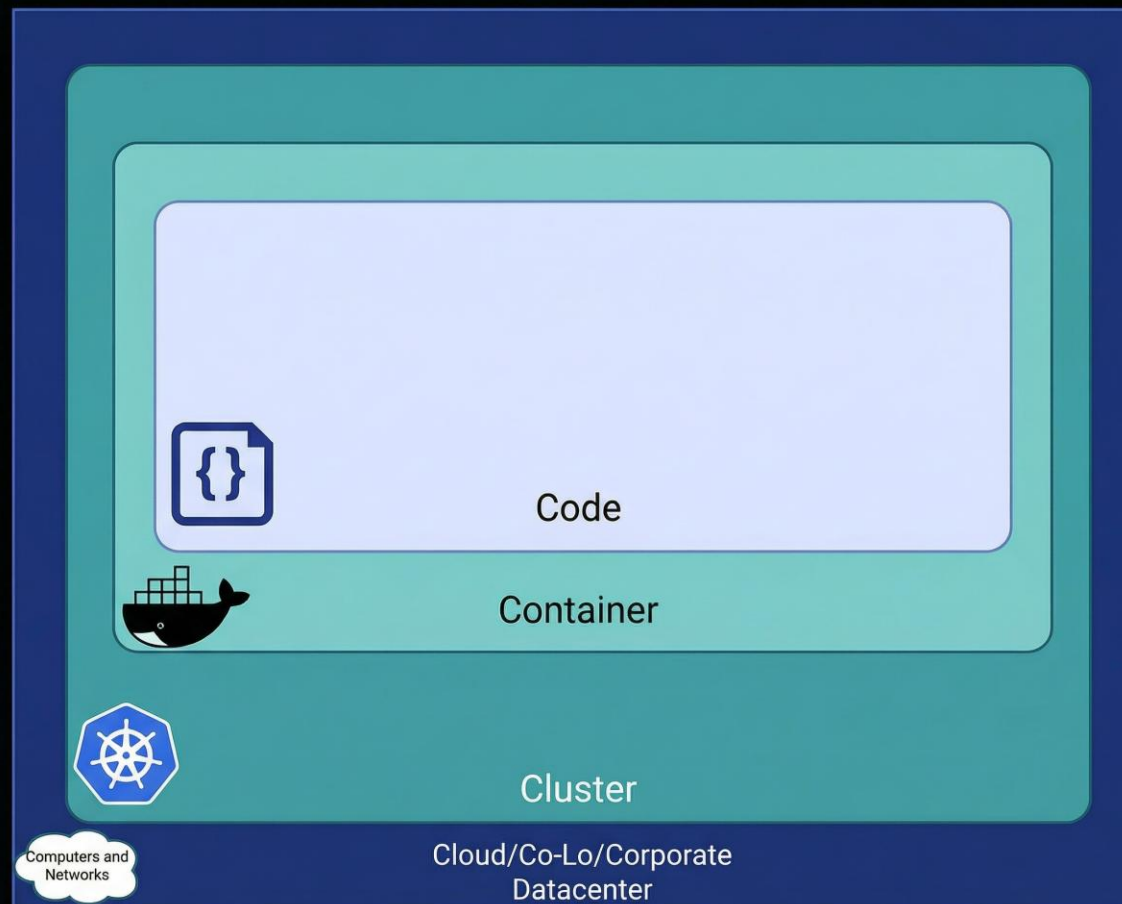 {}
Code
Container
Cluster
Computers and
Networks
Cloud/Co-Lo/Corporate
Datacenter